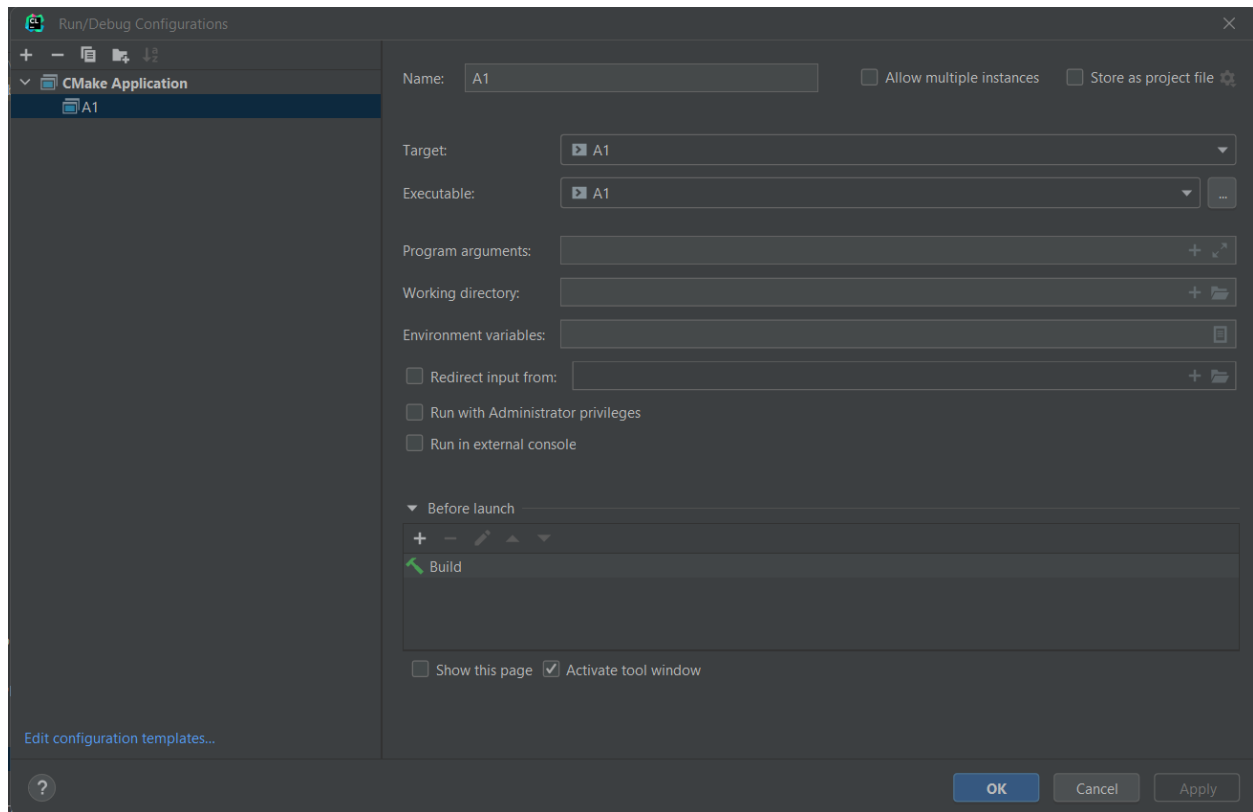 CL Run/Debug Configurations
CMake Application
A1
Name: A1
Allow multiple instances
Store as project file
Target: A1
Executable: A1
...
Program arguments:
Working directory:
Environment variables:
Redirect input from:
Run with Administrator privileges
Run in external console
Before launch
Build
Show this page
Activate tool window
Edit configuration templates...
?
OK
Cancel
Apply